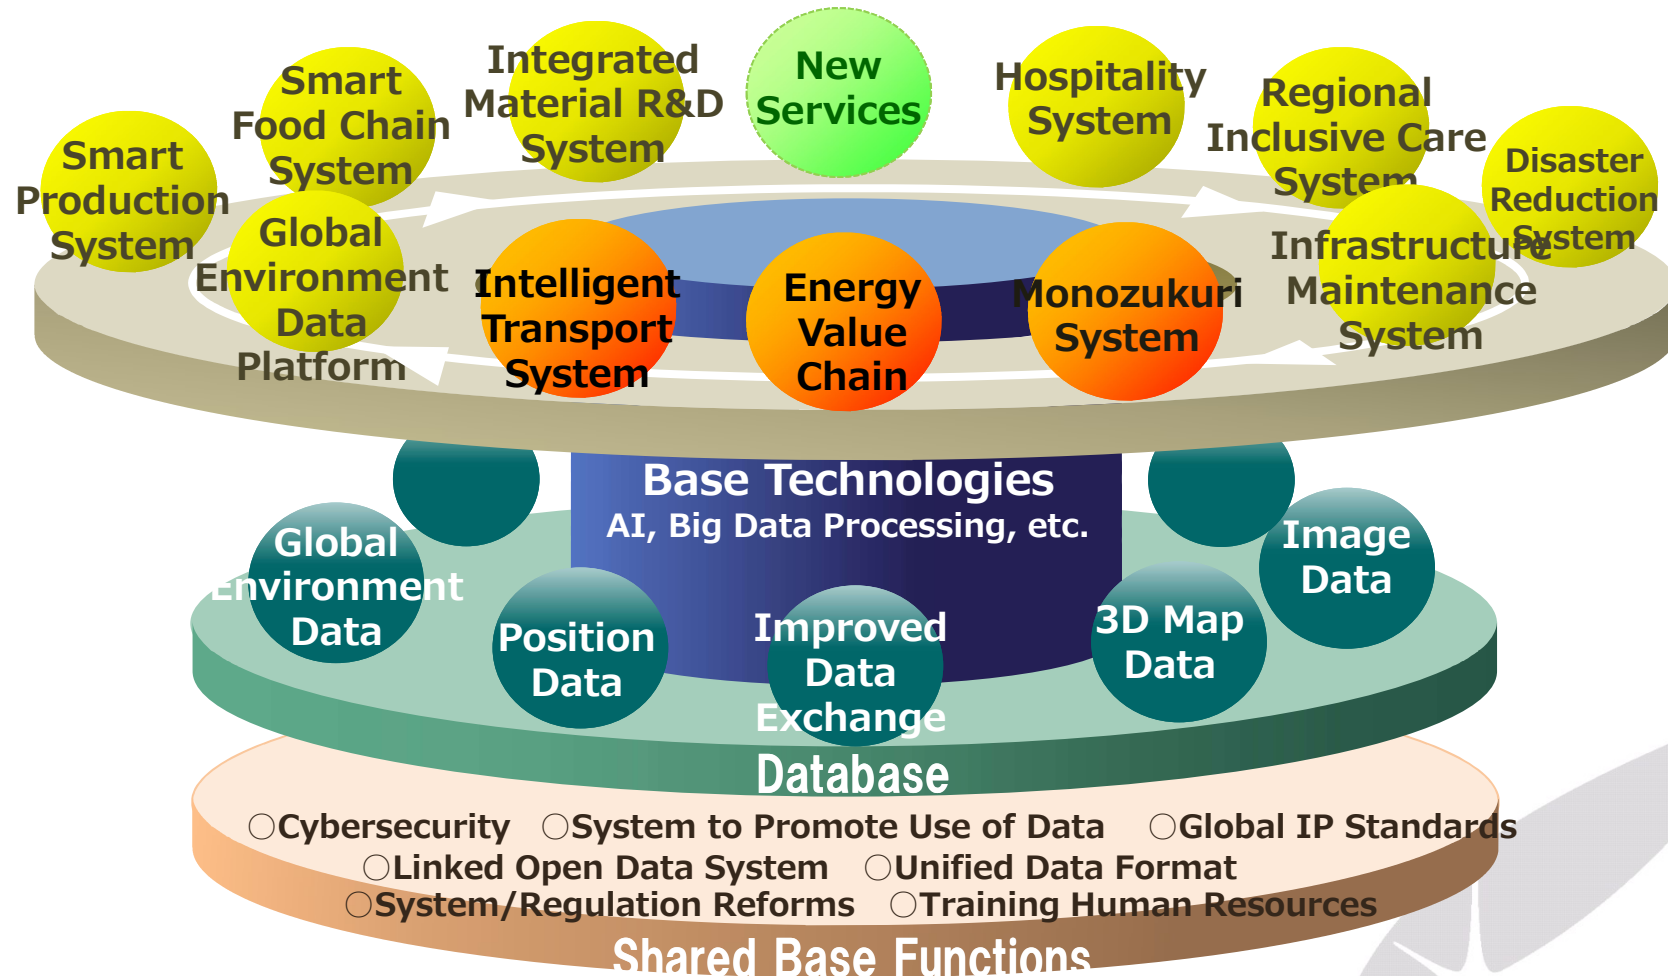 Smart
Production
System
Smart
Food Chain
System
Integrated
Material R&D
System
New
Services
Hospitality
System
Regional
Inclusive Care
System
Disaster
Reduction
System
Global
Environment
Data
Platform
Intelligent
Transport
System
Energy
Value
Chain
Monozukuri
System
Infrastructure
Maintenance
System
Base Technologies
AI, Big Data Processing, etc.
Global
Environment
Data
Position
Data
Improved
Data
Exchange
3D Map
Data
Image
Data
Database
○Cybersecurity ○System to Promote Use of Data ○Global IP Standards
○Linked Open Data System ○Unified Data Format
○System/Regulation Reforms ○Training Human Resources
Shared Base Functions